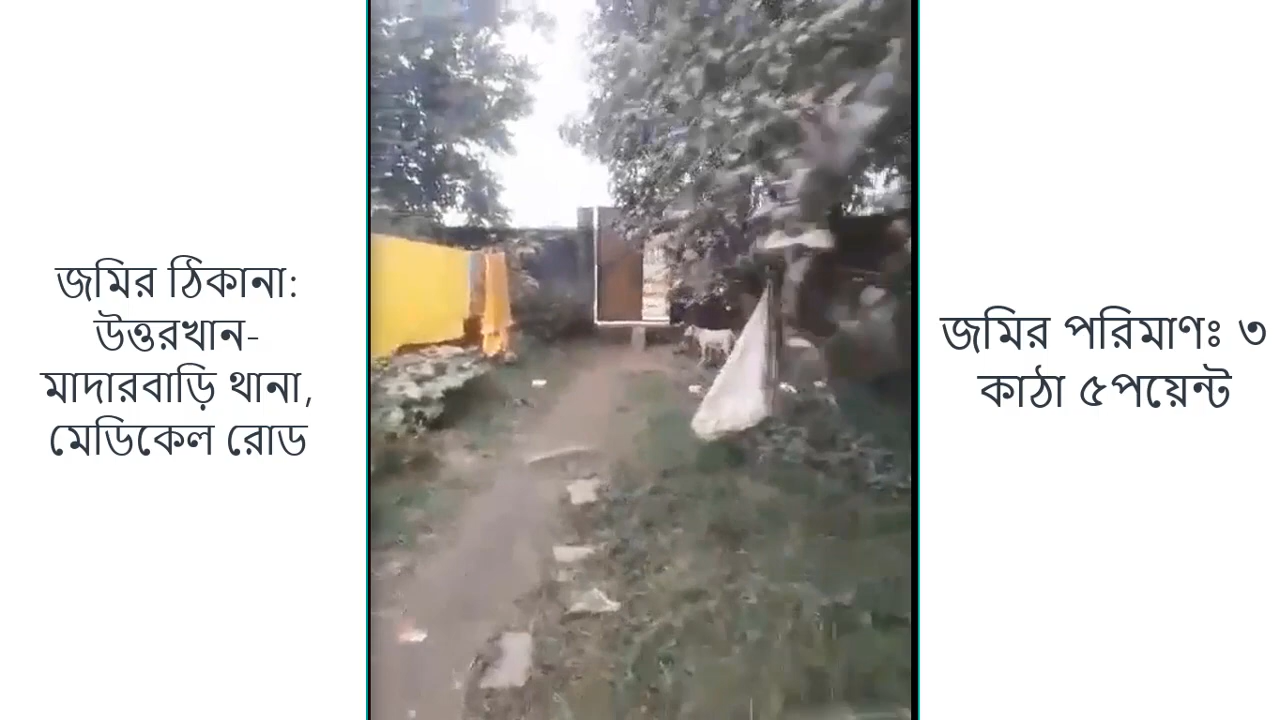 জমির ঠিকানা:
উত্তরখান-
মাদারবাড়ি থানা,
মেডিকেল রোড
জমির পরিমাণঃ ৩
কাঠা ৫পয়েন্ট